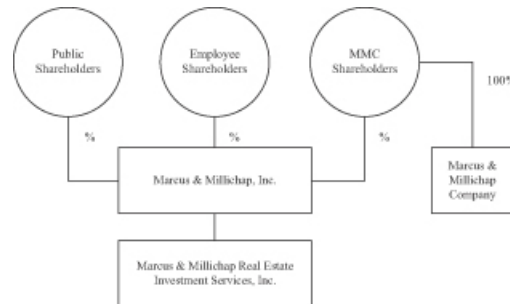 Public
Shareholders
Employee
Shareholders
MMC
Shareholders
100%
%
%
%
Marcus & Millichap, Inc.
Marcus &
Millichap
Company
Marcus & Millichap Real Estate
Investment Services, Inc.